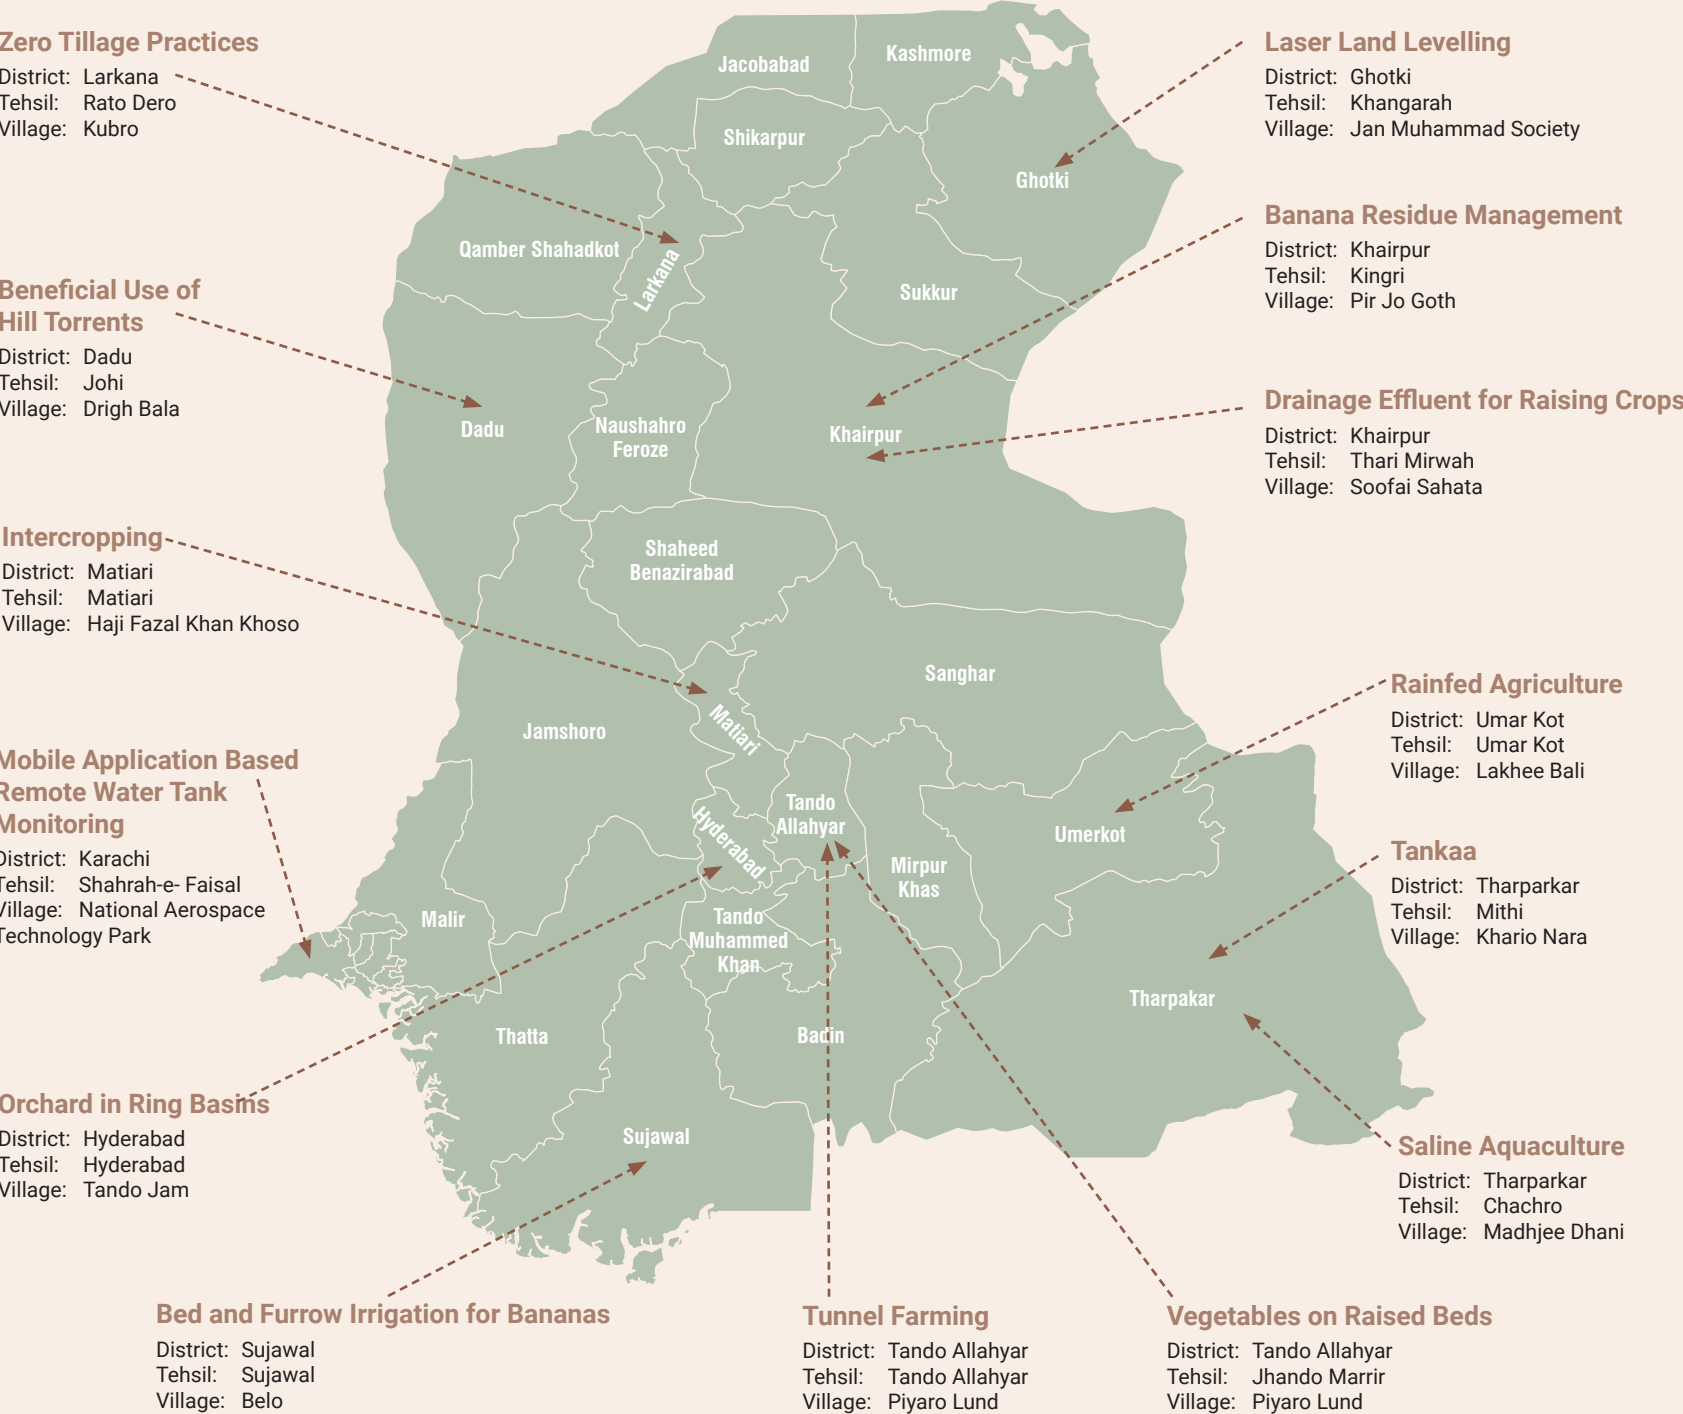 Zero Tillage Practices
District: Larkana
Tehsil: Rato Dero
Village: Kubro
Beneficial Use of
Hill Torrents
District: Dadu
Tehsil: Johi
Village: Drigh Bala
Intercropping
District: Matiari
Tehsil: Matiari
Village: Haji Fazal Khan Khoso
Mobile Application Based
Remote Water Tank
Monitoring
District: Karachi
Tehsil: Shahrah-e- Faisal
Village: National Aerospace
Technology Park
Orchard in Ring Basins
District: Hyderabad
Tehsil: Hyderabad
Village: Tando Jam
Bed and Furrow Irrigation for Bananas
District: Sujawal
Tehsil: Sujawal
Village: Belo
Jacobabad
Kashmore
Shikarpur
Ghotki
Qamber Shahadkot
Larkana
Sukkur
Dadu
Naushahro
Feroze
Khairpur
Shaheed
Benazirabad
Sanghar
Matiari
Jamshoro
Tando
Allahyar
Hyderabad
Umerkot
Mirpur
Khas
Malir
Tando
Muhammed
Khan
Tharpakar
Thatta
Badin
Sujawal
Laser Land Levelling
District: Ghotki
Tehsil: Khangarah
Village: Jan Muhammad Society
Banana Residue Management
District: Khairpur
Tehsil: Kingri
Village: Pir Jo Goth
Drainage Effluent for Raising Crops
District: Khairpur
Tehsil: Thari Mirwah
Village: Soofai Sahata
Rainfed Agriculture
District: Umar Kot
Tehsil: Umar Kot
Village: Lakhee Bali
Tankaa
District: Tharparkar
Tehsil: Mithi
Village: Khario Nara
Saline Aquaculture
District: Tharparkar
Tehsil: Chachro
Village: Madhjee Dhani
Tunnel Farming
District: Tando Allahyar
Tehsil: Tando Allahyar
Village: Piyaro Lund
Vegetables on Raised Beds
District: Tando Allahyar
Tehsil: Jhando Marrir
Village: Piyaro Lund